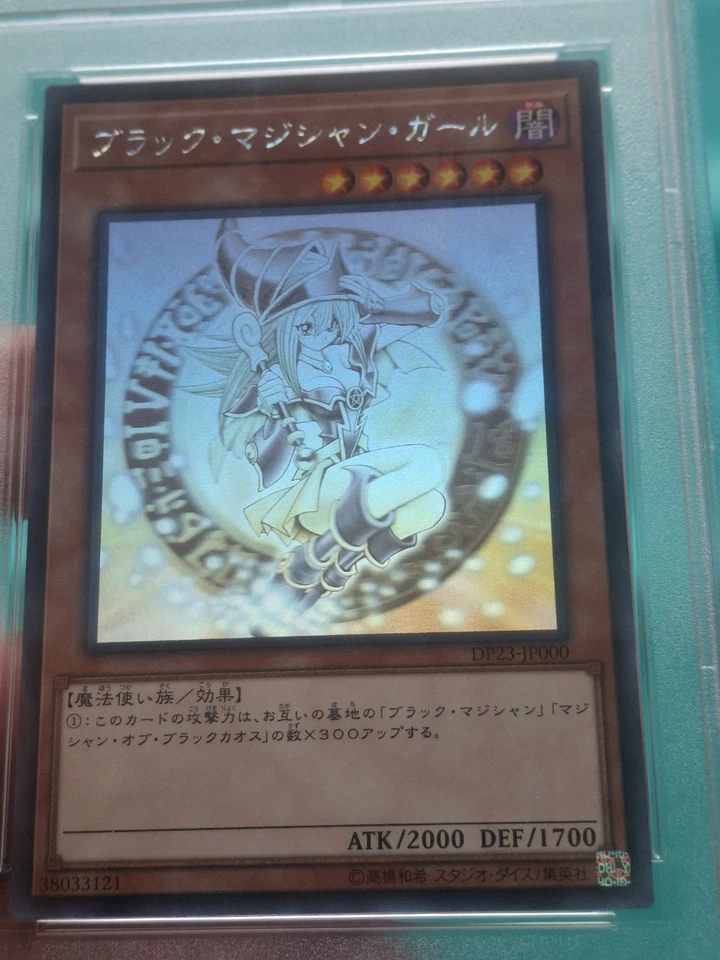 ブラック・マジシャン・ガール
闇
DP23-JP000
【魔法使い族／効果】
①：このカードの攻撃力は、お互いの墓地の「ブラック・マジシャン」「マジ
シャン・オブ・ブラックカオス」の数×３００アップする。
ATK/2000 DEF/1700
38033121
©高橋和希 スタジオ・ダイス/集英社